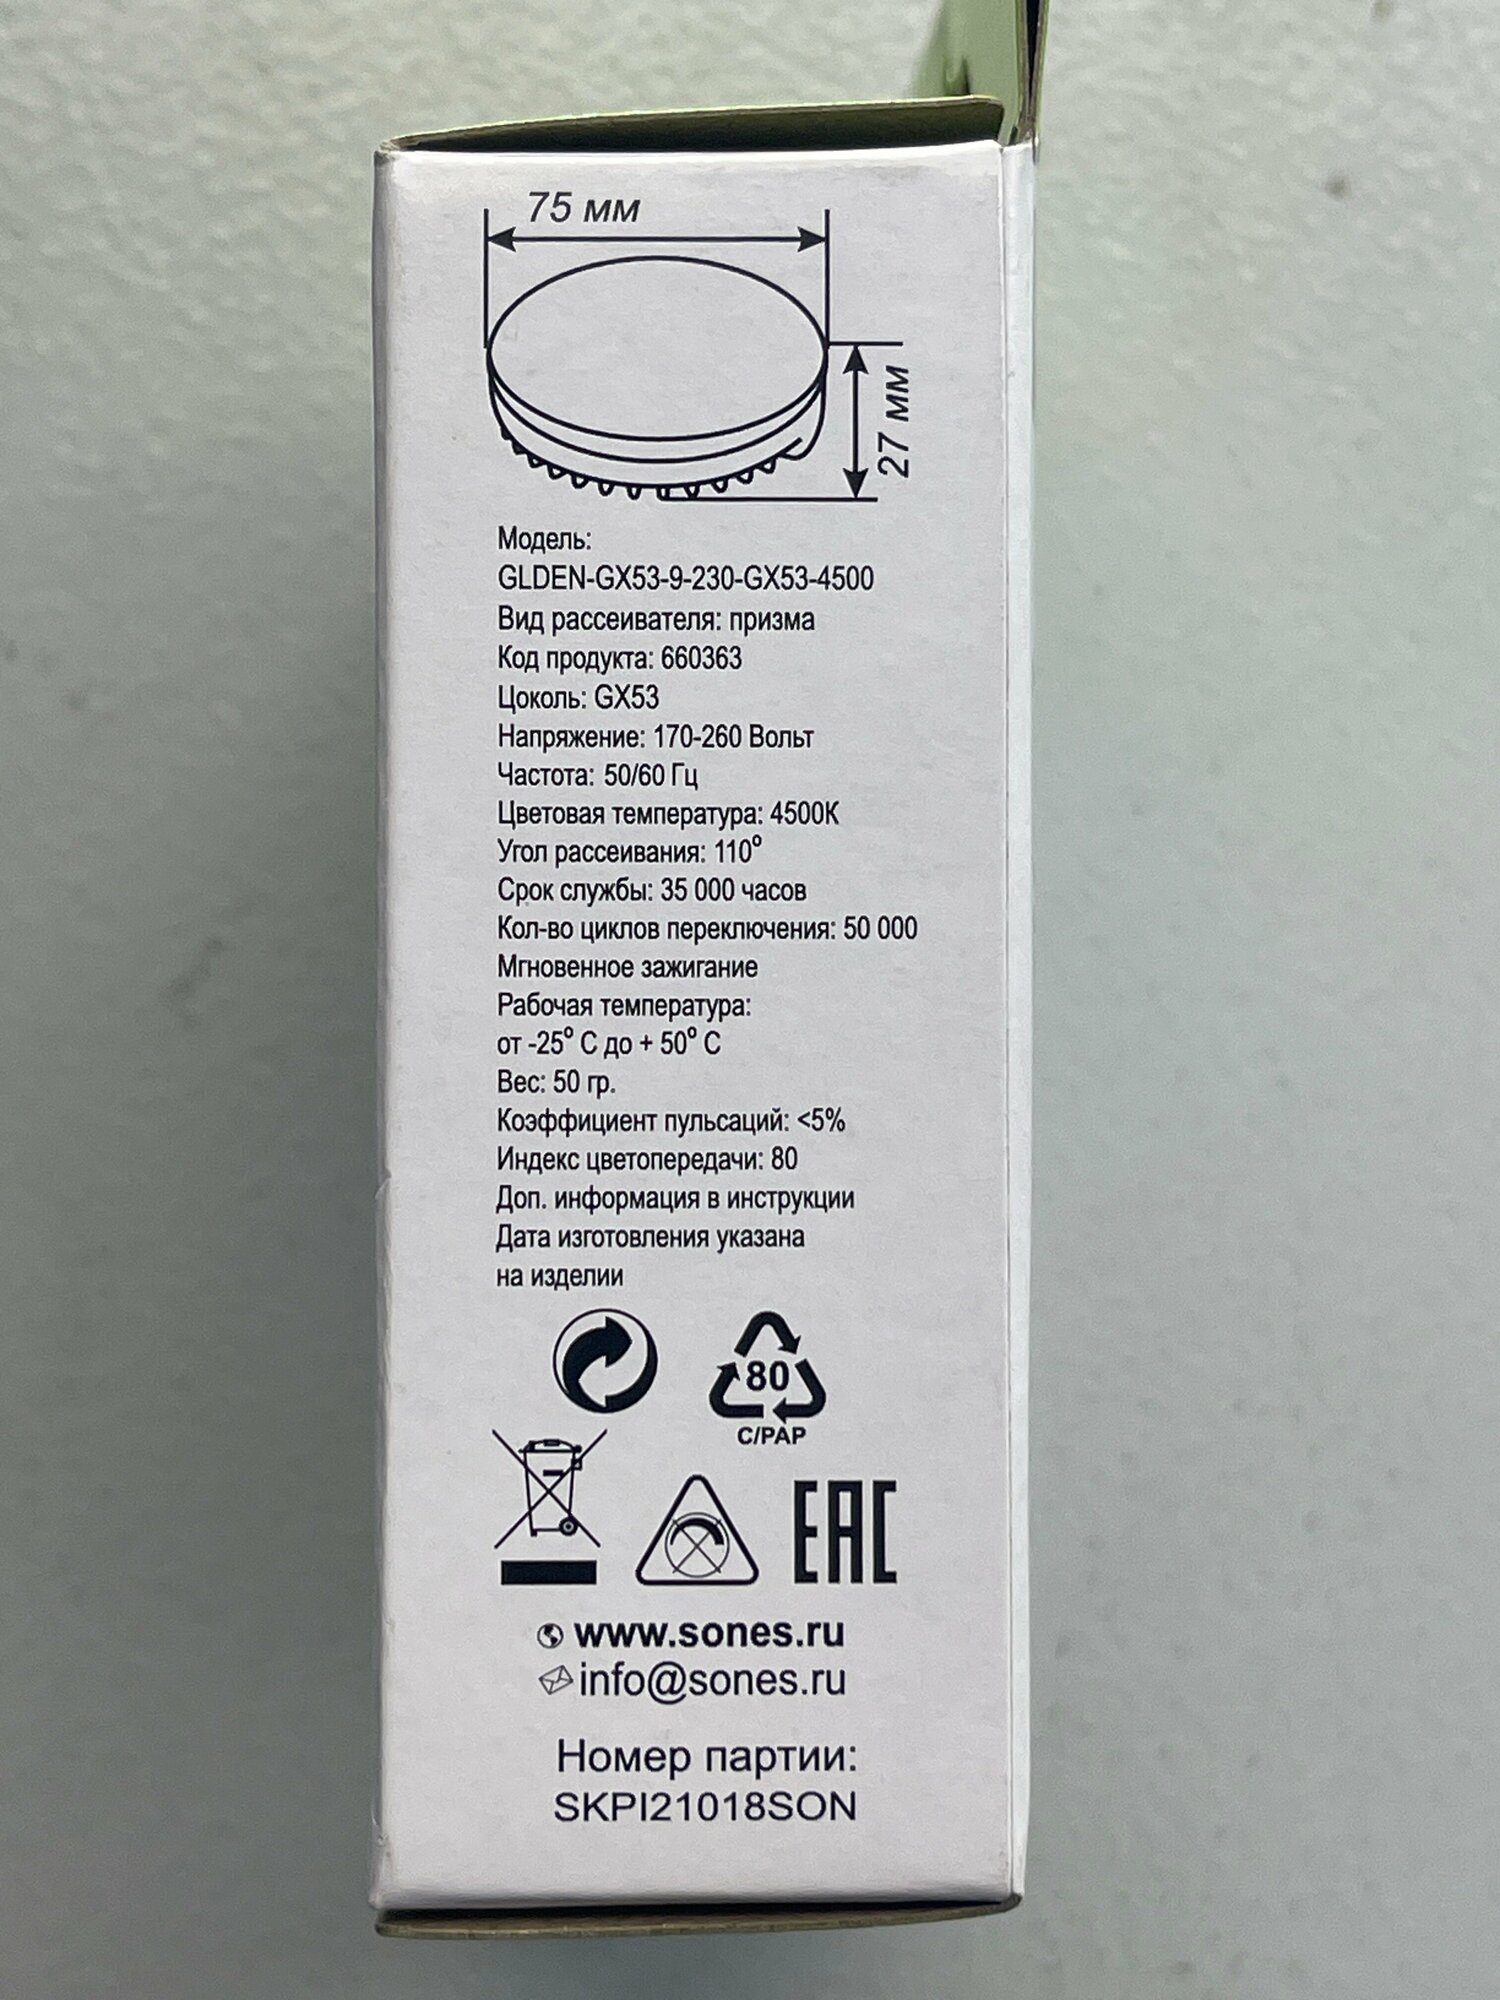 75 мм
27 мм
Модель:
GLDEN-GX53-9-230-GX53-4500
Вид рассеивателя: призма
Код продукта: 660363
Цоколь: GX53
Напряжение: 170-260 Вольт
Частота: 50/60 Гц
Цветовая температура: 4500К
Угол рассеивания: 110°
Срок службы: 35 000 часов
Кол-во циклов переключения: 50 000
Мгновенное зажигание
Рабочая температура:
от -25° С до + 50° С
Вес: 50 гр.
Коэффициент пульсаций: <5%
Индекс цветопередачи: 80
Доп. информация в инструкции
Дата изготовления указана
на изделии
80
C/PAP
EAC
www.sones.ru
info@sones.ru
Номер партии:
SKPI21018SON